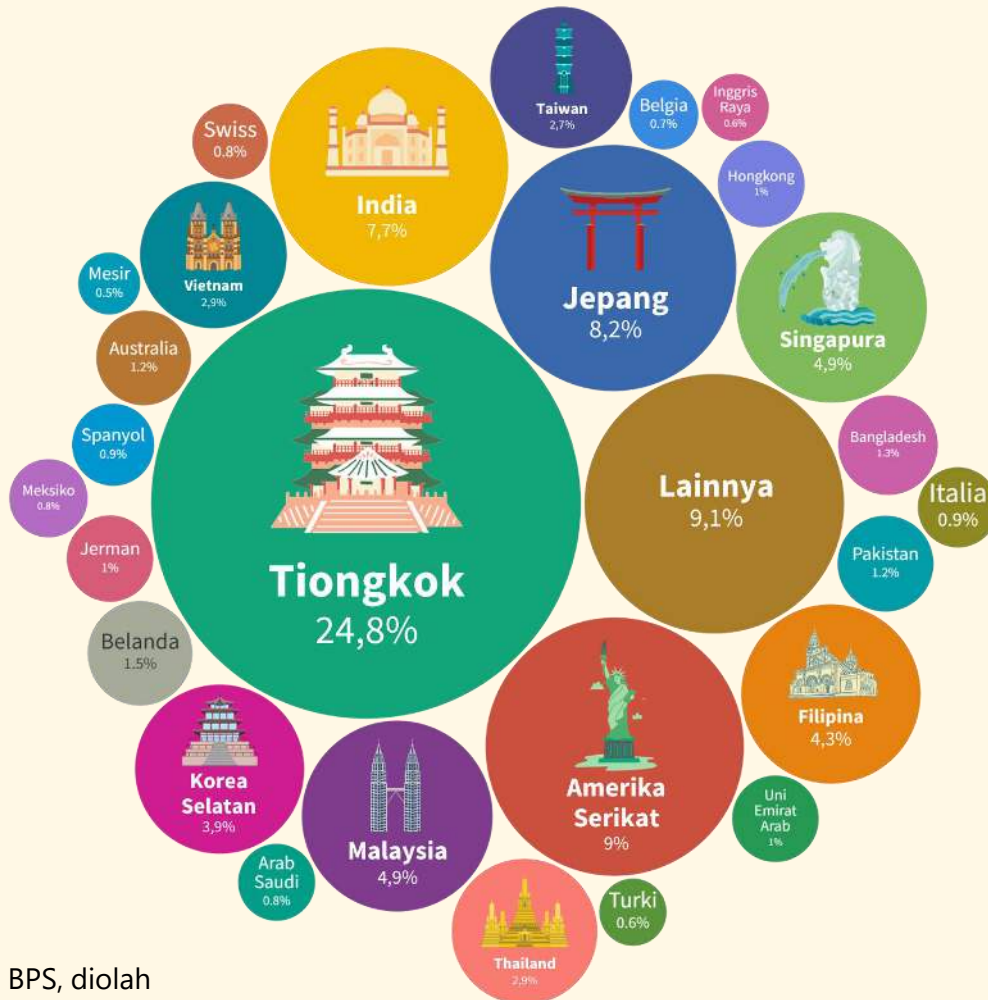 Taiwan
2,7%
Belgia
0.7%
Inggris
Raya
0.6%
Swiss
0.8%
India
7,7%
Hongkong
1%
Vietnam
2,9%
Mesir
0.5%
Jepang
8,2%
Singapura
4,9%
Australia
1.2%
Spanyol
0.9%
Bangladesh
1.3%
Meksiko
0.8%
Lainnya
9,1%
Italia
0.9%
Jerman
1%
Tiongkok
24,8%
Pakistan
1.2%
Belanda
1.5%
Filipina
4,3%
Korea
Selatan
3,9%
Amerika
Serikat
9%
Uni
Emirat
Arab
1%
Malaysia
4,9%
Arab
Saudi
0.8%
Turki
0.6%
Thailand
2,9%
BPS, diolah